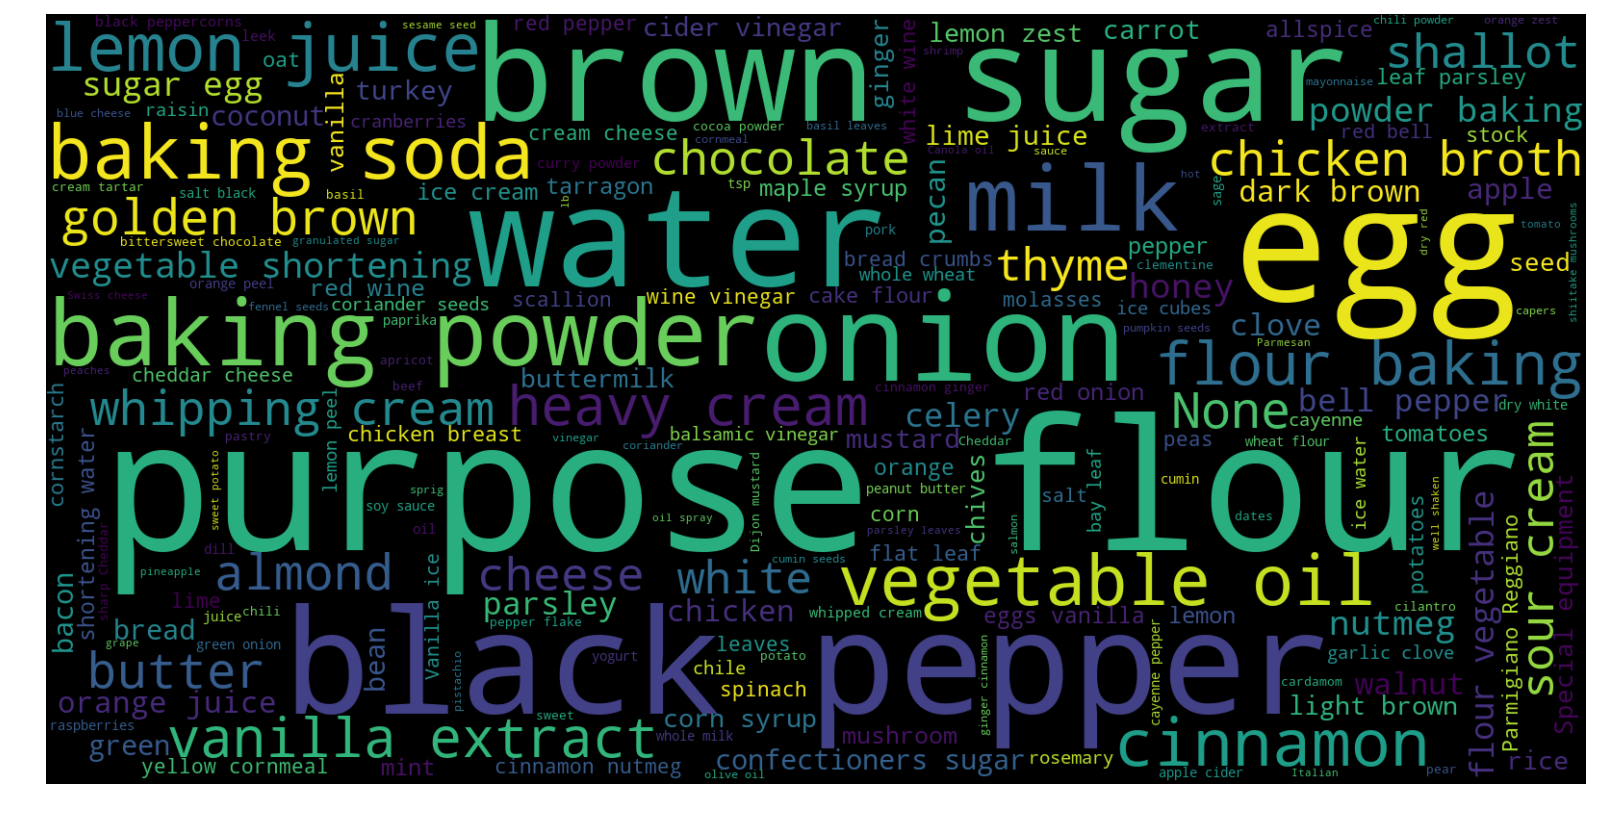 black peppercorns
sesame seed
red pepper
cider vinegar
lemon zest
carrot
allspice
chili powder
orange zest
lemon juice
leek
oat
brown sugar
ginger
white wine
shrimp
shallot
mayonnaise
leaf parsley
sugar egg
vanilla
turkey
blue cheese
raisin
coconut
cranberries
cream cheese
cocoa powder
basil leaves
cornmeal
lime juice
extract
powder baking
red bell
stock
baking soda
curry powder
chocolate
Canola oil
sauce
hot
chicken broth
cream tartar
salt black
basil
ice cream
tarragon
lb
tsp
maple syrup
pecan
milk
sage
dark brown
apple
golden brown
bittersweet chocolate
granulated sugar
water
pork
egg
dry red
tomato
shiitake mushrooms
vegetable shortening
orange peel
bread crumbs
whole wheat
thyme
pepper
clementine
seed
Swiss cheese
red wine
fennel seeds
coriander seeds
scallion
wine vinegar
cake flour
molasses
honey
ice cubes
capers
baking powder
paprika
onion
pumpkin seeds
clove
Parmesan
peaches
cheddar cheese
apricot
beef
buttermilk
cinnamon ginger
red onion
flour baking
cornstarch
whipping cream
heavy cream
celery
None
bell pepper
dry white
cayenne
pastry
lemon peel
chicken breast
vinegar
coriander
balsamic vinegar
mustard
Cheddar
peas
wheat flour
tomatoes
shortening water
sweet potato
purpose flour
sprig
soy sauce
oil
oil spray
Dijon mustard
orange
peanut butter
corn
chives
salt
bay leaf
cumin
ice water
well shaken
sour cream
parsley leaves
salmon
dates
potatoes
flour vegetable
Parmigiano Reggiano
Special equipment
bacon
sharp Cheddar
dill
pineapple
almond
Vanilla ice
cheese
cumin seeds
flat leaf
white
vegetable oil
lime
juice
chili
parsley
pepper flake
chicken
whipped cream
eggs vanilla
lemon
cilantro
nutmeg
grape
bread
green onion
black pepper
yogurt
leaves
potato
garlic clove
butter
bean
pistachio
chile
spinach
ginger cinnamon
cayenne pepper
cardamom
walnut
orange juice
light brown
raspberries
green
vanilla extract
sweet
whole milk
corn syrup
mushroom
cinnamon
yellow cornmeal
mint
cinnamon nutmeg
olive oil
confectioners sugar
rosemary
apple cider
Italian
pear
rice